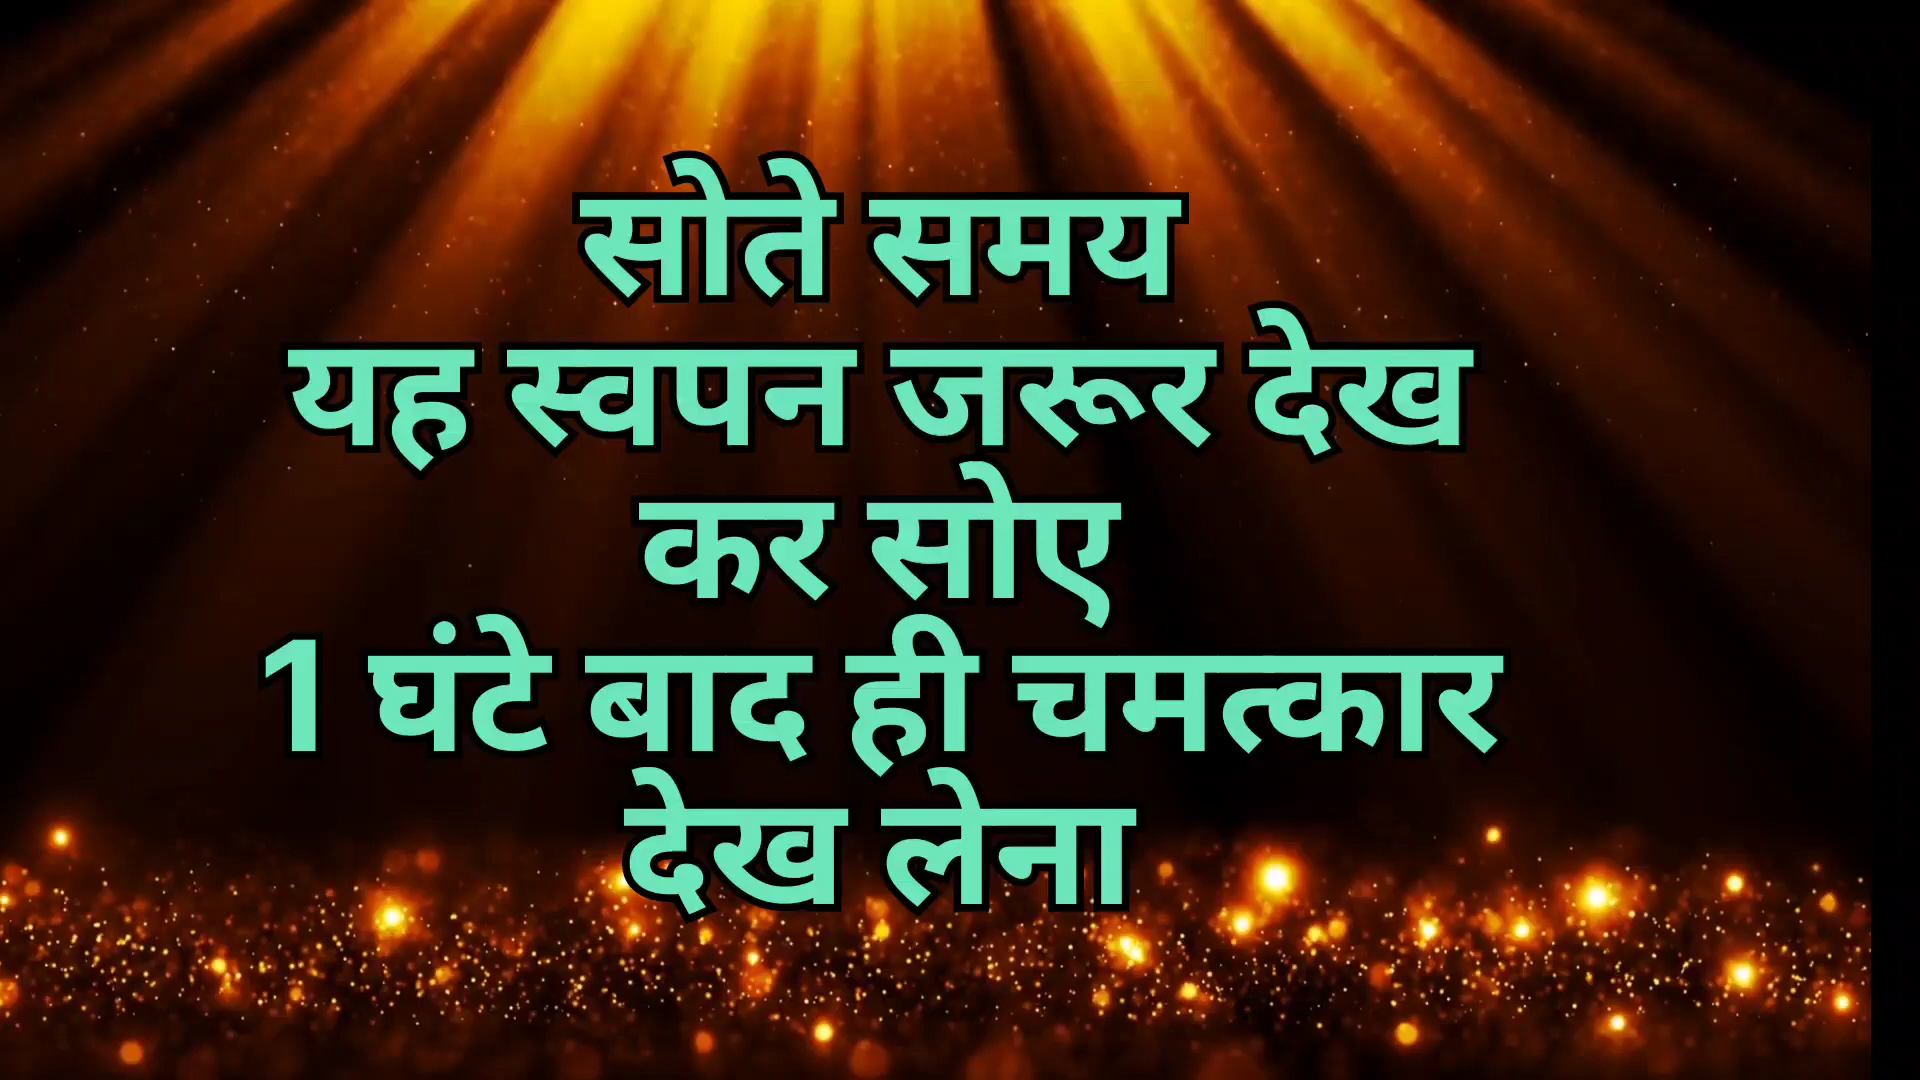 सोते समय
यह स्वपन जरूर देख
कर सोए
1 घंटे बाद ही चमत्कार
देख लेना